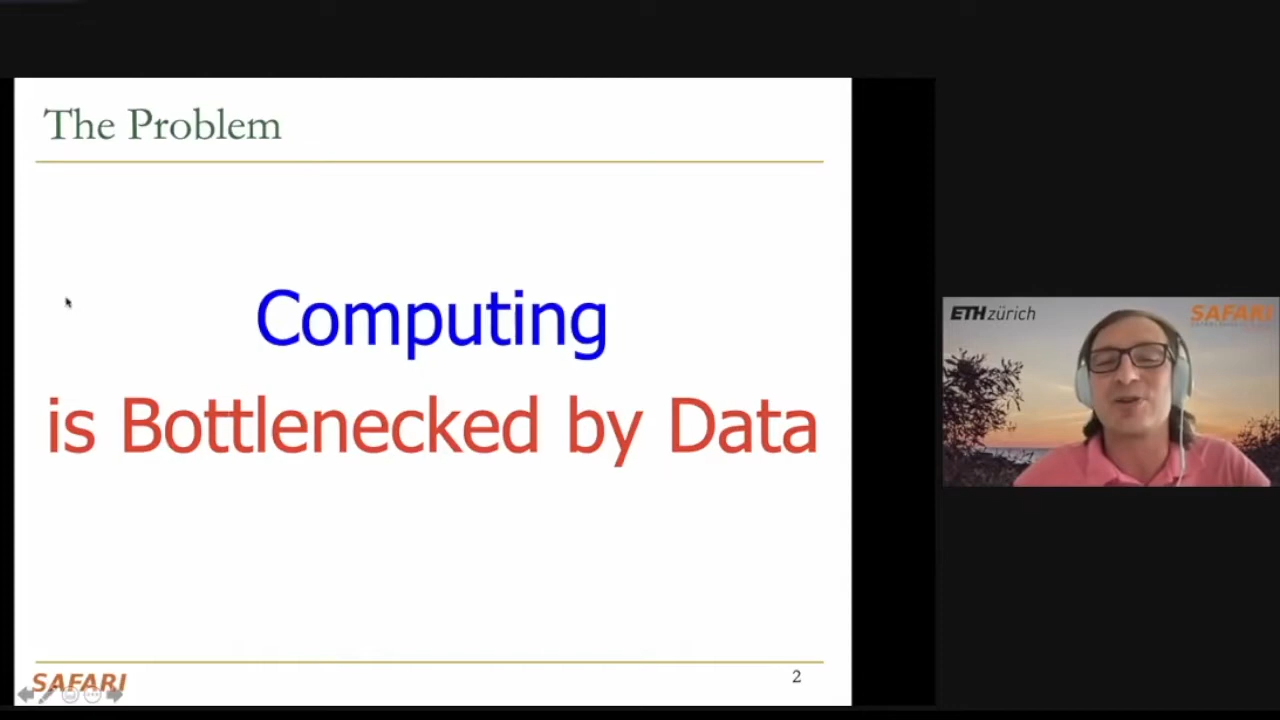 The Problem
Computing
is Bottlenecked by Data
SAFARI
2
ETH zürich
SAFARI